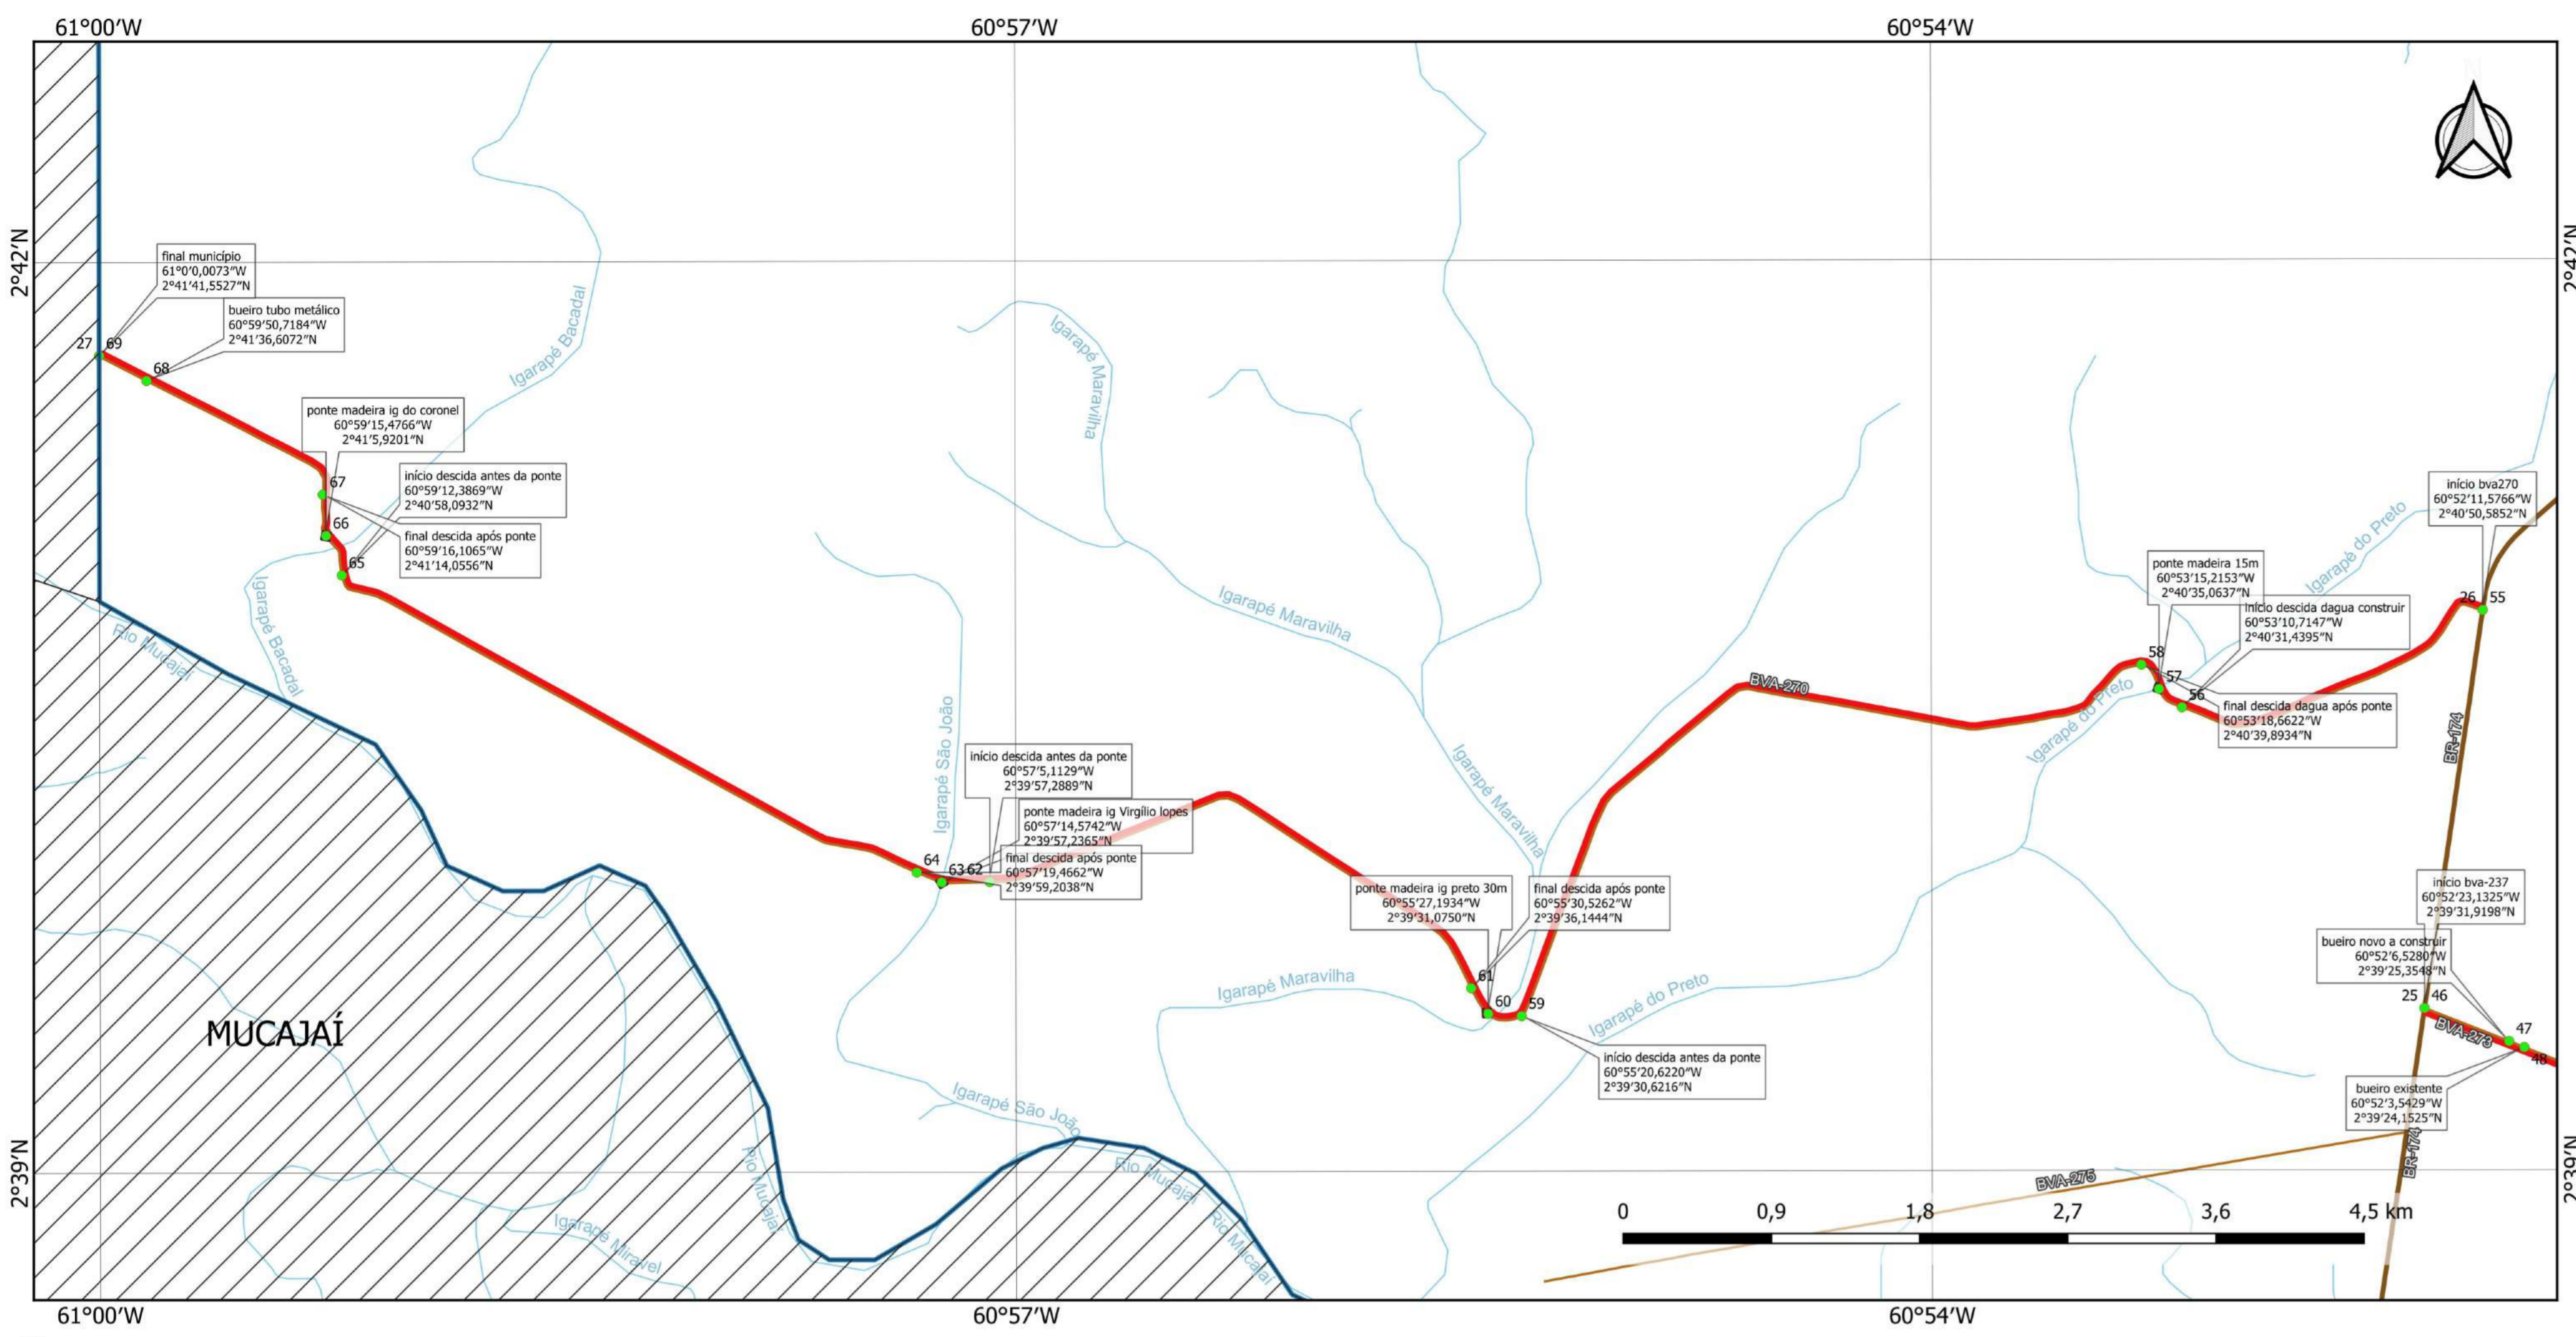 61°00′W
60°57′W
60°54′W
N
2°42′N
2°42′N
final município
61°0′0,0073″W
2°41′41,5527″N
bueiro tubo metálico
60°59′50,7184″W
2°41′36,6072″N
Igarapé Bacadal
Igarapé Maravilha
27
69
68
ponte madeira ig do coronel
60°59′15,4766″W
2°41′5,9201″N
início descida antes da ponte
60°59′12,3869″W
2°40′58,0932″N
67
66
final descida após ponte
60°59′16,1065″W
2°41′14,0556″N
65
início bva270
60°52′11,5766″W
2°40′50,5852″N
Igarapé do Preto
ponte madeira 15m
60°53′15,2153″W
2°40′35,0637″N
26
55
início descida dagua construir
60°53′10,7147″W
2°40′31,4395″N
Igarapé Bacadal
Rio Mucajaí
Igarapé Maravilha
58
57
56
BVA-270
Igarapé do Preto
final descida dagua após ponte
60°53′18,6622″W
2°40′39,8934″N
BR-174
Igarapé São João
início descida antes da ponte
60°57′5,1129″W
2°39′57,2889″N
Igarapé Maravilha
ponte madeira ig Virgílio lopes
60°57′14,5742″W
2°39′57,2365″N
64
63
62
final descida após ponte
60°57′19,4662″W
2°39′59,2038″N
ponte madeira ig preto 30m
60°55′27,1934″W
2°39′31,0750″N
final descida após ponte
60°55′30,5262″W
2°39′36,1444″N
início bva-237
60°52′23,1325″W
2°39′31,9198″N
bueiro novo a construir
60°52′6,5280″W
2°39′25,3548″N
61
60
59
Igarapé Maravilha
Igarapé do Preto
25
46
BVA-273
47
48
MUCAJAÍ
início descida antes da ponte
60°55′20,6220″W
2°39′30,6216″N
bueiro existente
60°52′3,5429″W
2°39′24,1525″N
Igarapé São João
Rio Mucajaí
Rio Mucajaí
Rio Mucajaí
BR-174
BVA-275
2°39′N
2°39′N
0
0,9
1,8
2,7
3,6
4,5 km
Igarapé Miravel
61°00′W
60°57′W
60°54′W